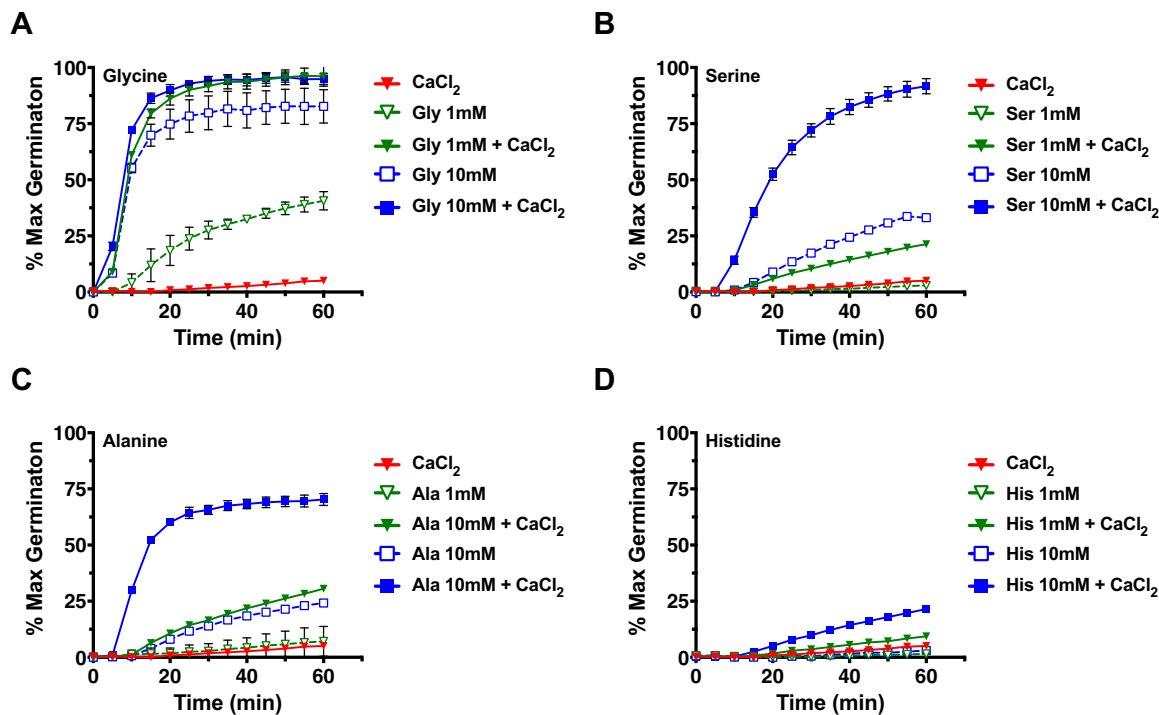 A
% Max Germinaton
100
75
50
25
0
Glycine
0
20
40
60
Time (min)
CaCl2
Gly 1mM
Gly 1mM + CaCl2
Gly 10mM
Gly 10mM + CaCl2
B
% Max Germinaton
100
75
50
25
0
Serine
0
20
40
60
Time (min)
CaCl2
Ser 1mM
Ser 1mM + CaCl2
Ser 10mM
Ser 10mM + CaCl2
C
% Max Germinaton
100
75
50
25
0
Alanine
0
20
40
60
Time (min)
CaCl2
Ala 1mM
Ala 10mM + CaCl2
Ala 10mM
Ala 10mM + CaCl2
D
% Max Germinaton
100
75
50
25
0
Histidine
0
20
40
60
Time (min)
CaCl2
His 1mM
His 1mM + CaCl2
His 10mM
His 10mM + CaCl2